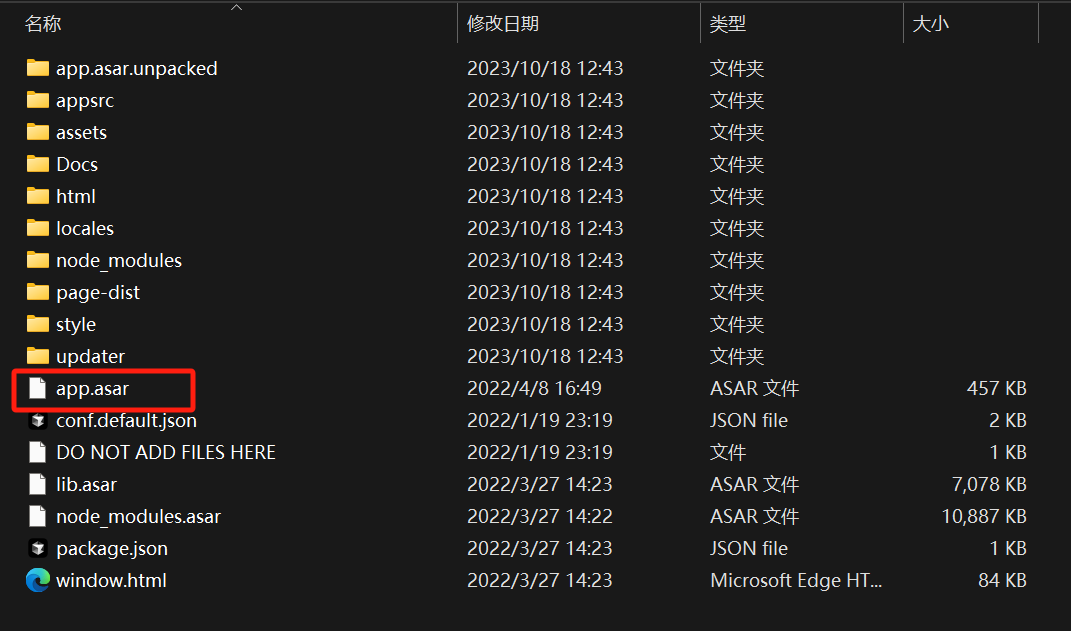 名称 修改日期 类型 大小
app.asar.unpacked 2023/10/18 12:43 文件夹
appsrc 2023/10/18 12:43 文件夹
assets 2023/10/18 12:43 文件夹
Docs 2023/10/18 12:43 文件夹
html 2023/10/18 12:43 文件夹
locales 2023/10/18 12:43 文件夹
node_modules 2023/10/18 12:43 文件夹
page-dist 2023/10/18 12:43 文件夹
style 2023/10/18 12:43 文件夹
updater 2023/10/18 12:43 文件夹
app.asar 2022/4/8 16:49 ASAR 文件 457 KB
conf.default.json 2022/1/19 23:19 JSON file 2 KB
DO NOT ADD FILES HERE 2022/1/19 23:19 文件 1 KB
lib.asar 2022/3/27 14:23 ASAR 文件 7,078 KB
node_modules.asar 2022/3/27 14:22 ASAR 文件 10,887 KB
package.json 2022/3/27 14:23 JSON file 1 KB
window.html 2022/3/27 14:23 Microsoft Edge HT... 84 KB